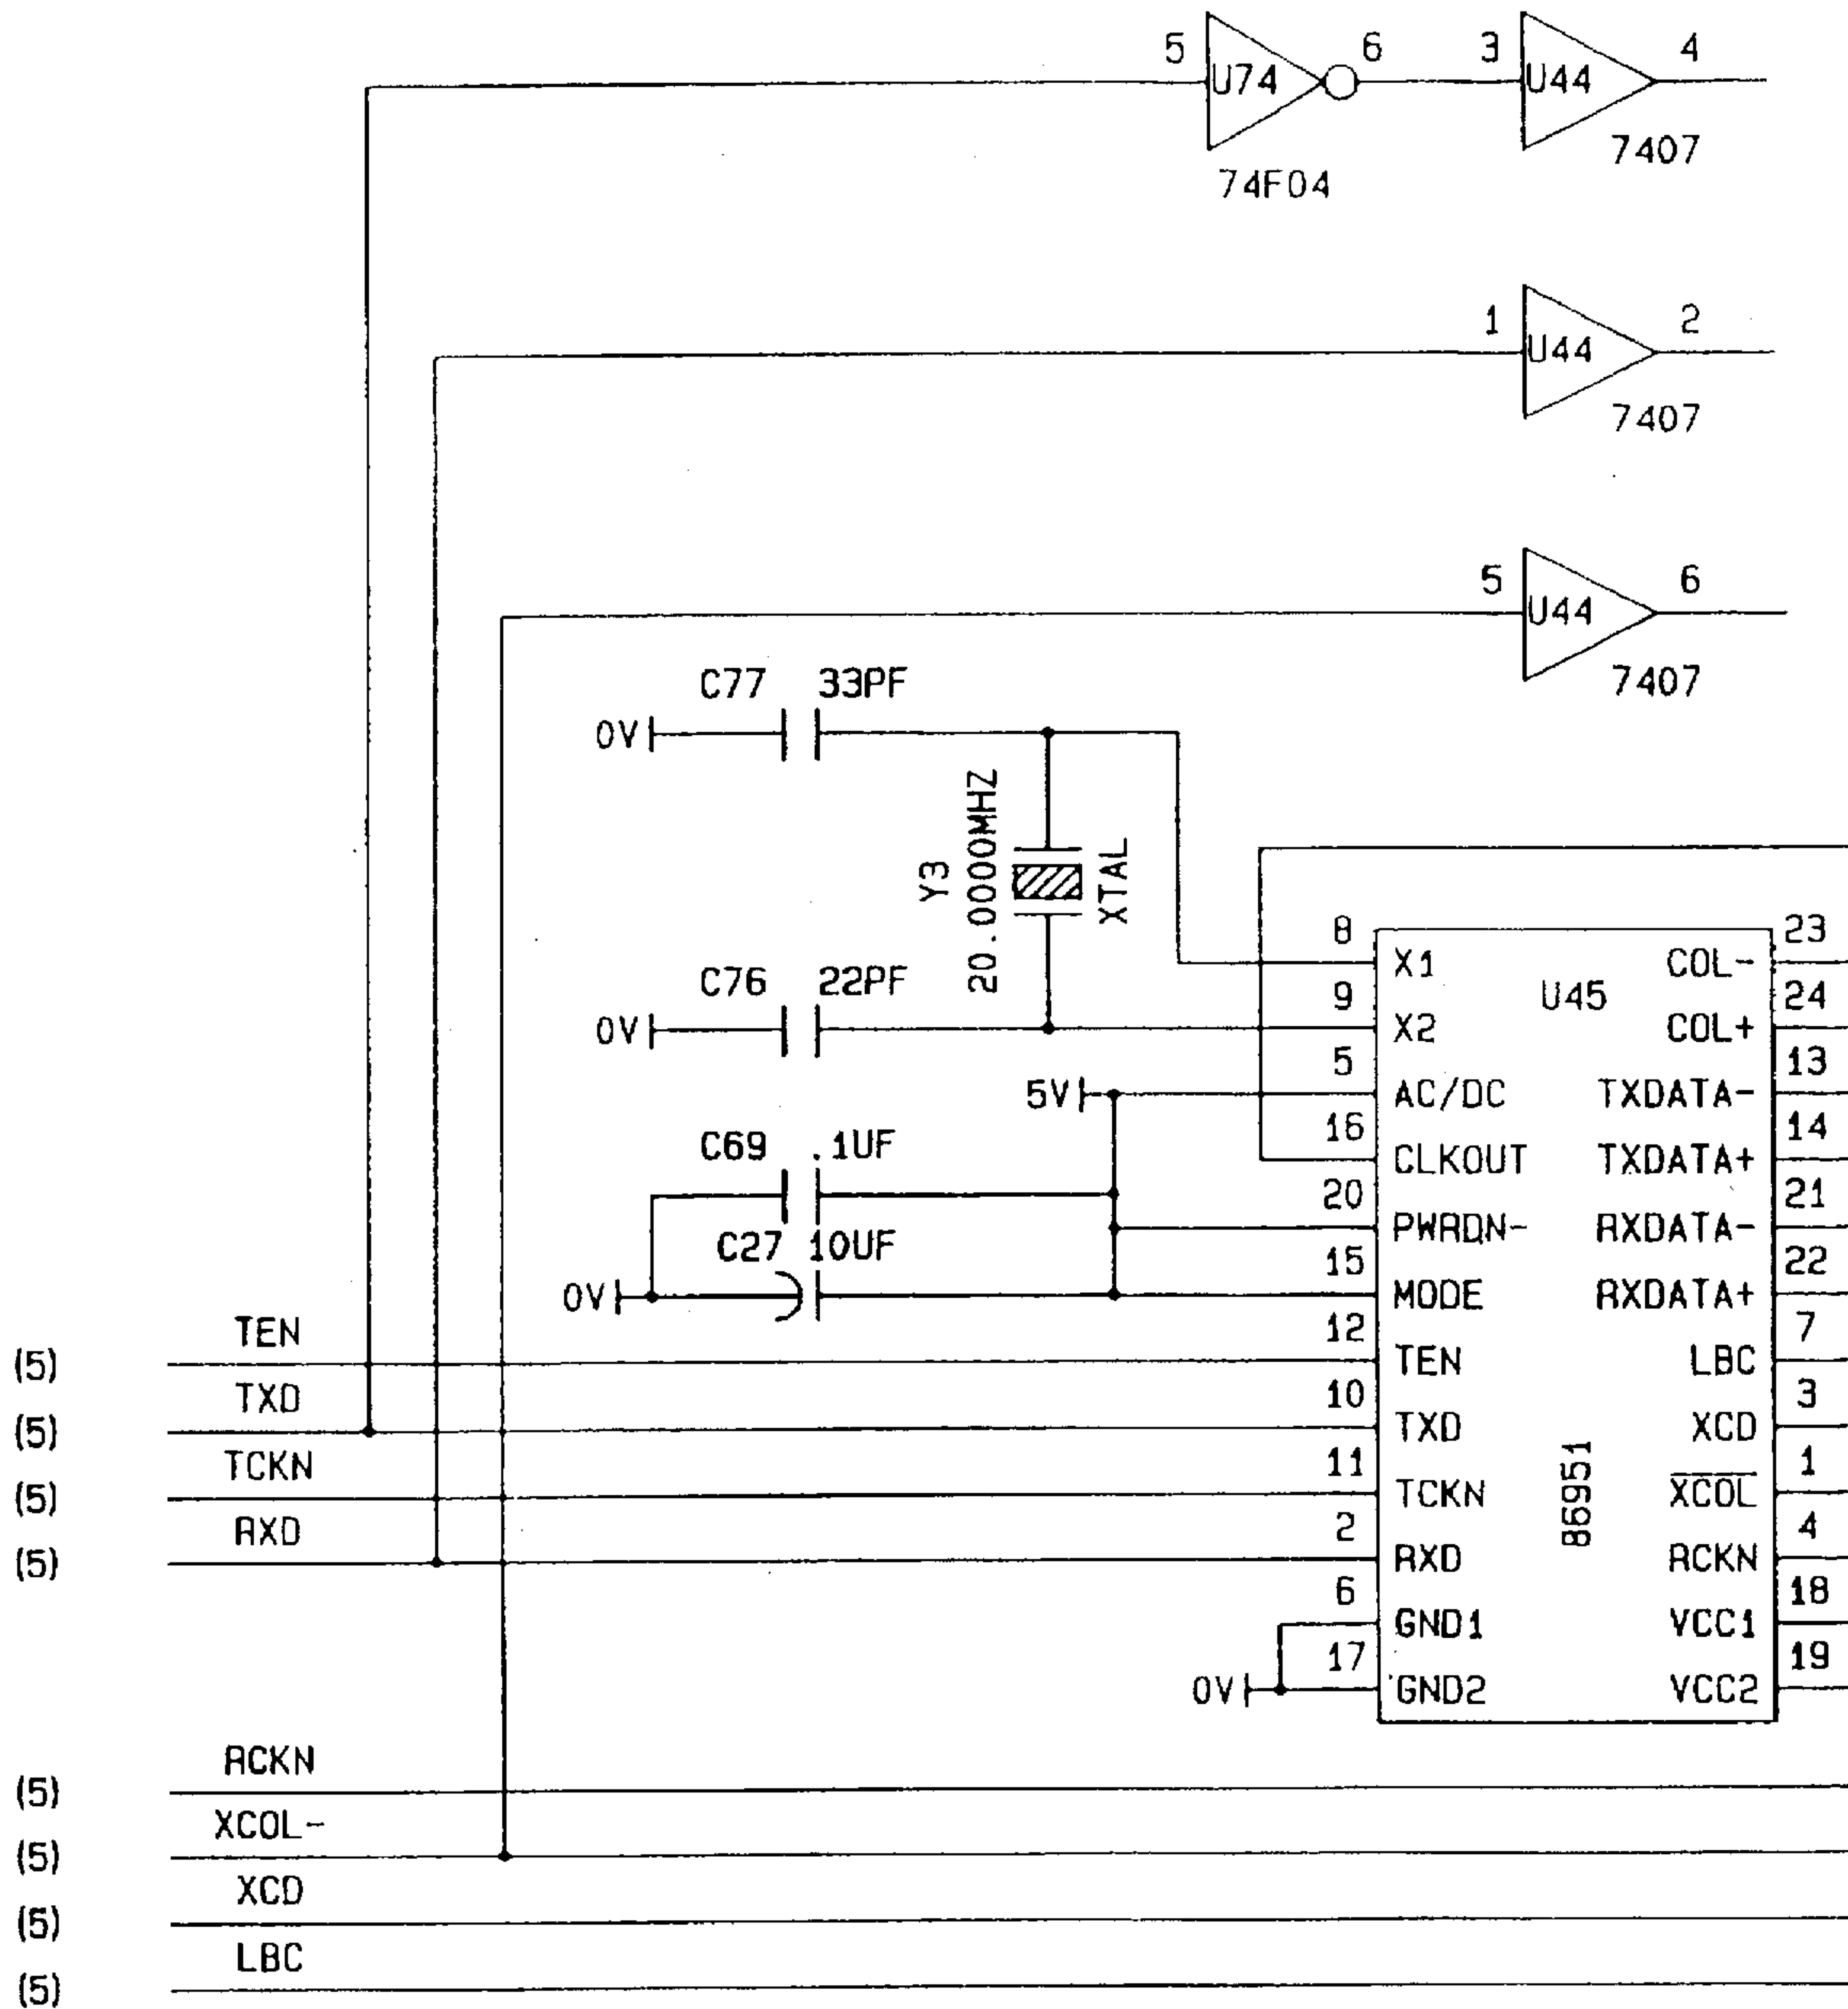 5 6 3 4
U74 U44
7407
74F04
1 2
U44
7407
5 6
U44
7407
C77 33PF
0V
Y3
20.0000MHZ
XTAL
C76 22PF
0V
5V
C69 .1UF
C27 10UF
0V
U45
86951
8 X1 COL- 23
9 X2 COL+ 24
5 AC/DC TXDATA- 13
16 CLKOUT TXDATA+ 14
20 PWRDN- RXDATA- 21
15 MODE RXDATA+ 22
12 TEN LBC 7
10 TXD XCD 3
11 TCKN XCOL 1
2 RXD RCKN 4
6 GND1 VCC1 18
17 GND2 VCC2 19
0V
(5) TEN
(5) TXD
(5) TCKN
(5) RXD
(5) RCKN
(5) XCOL-
(5) XCD
(5) LBC